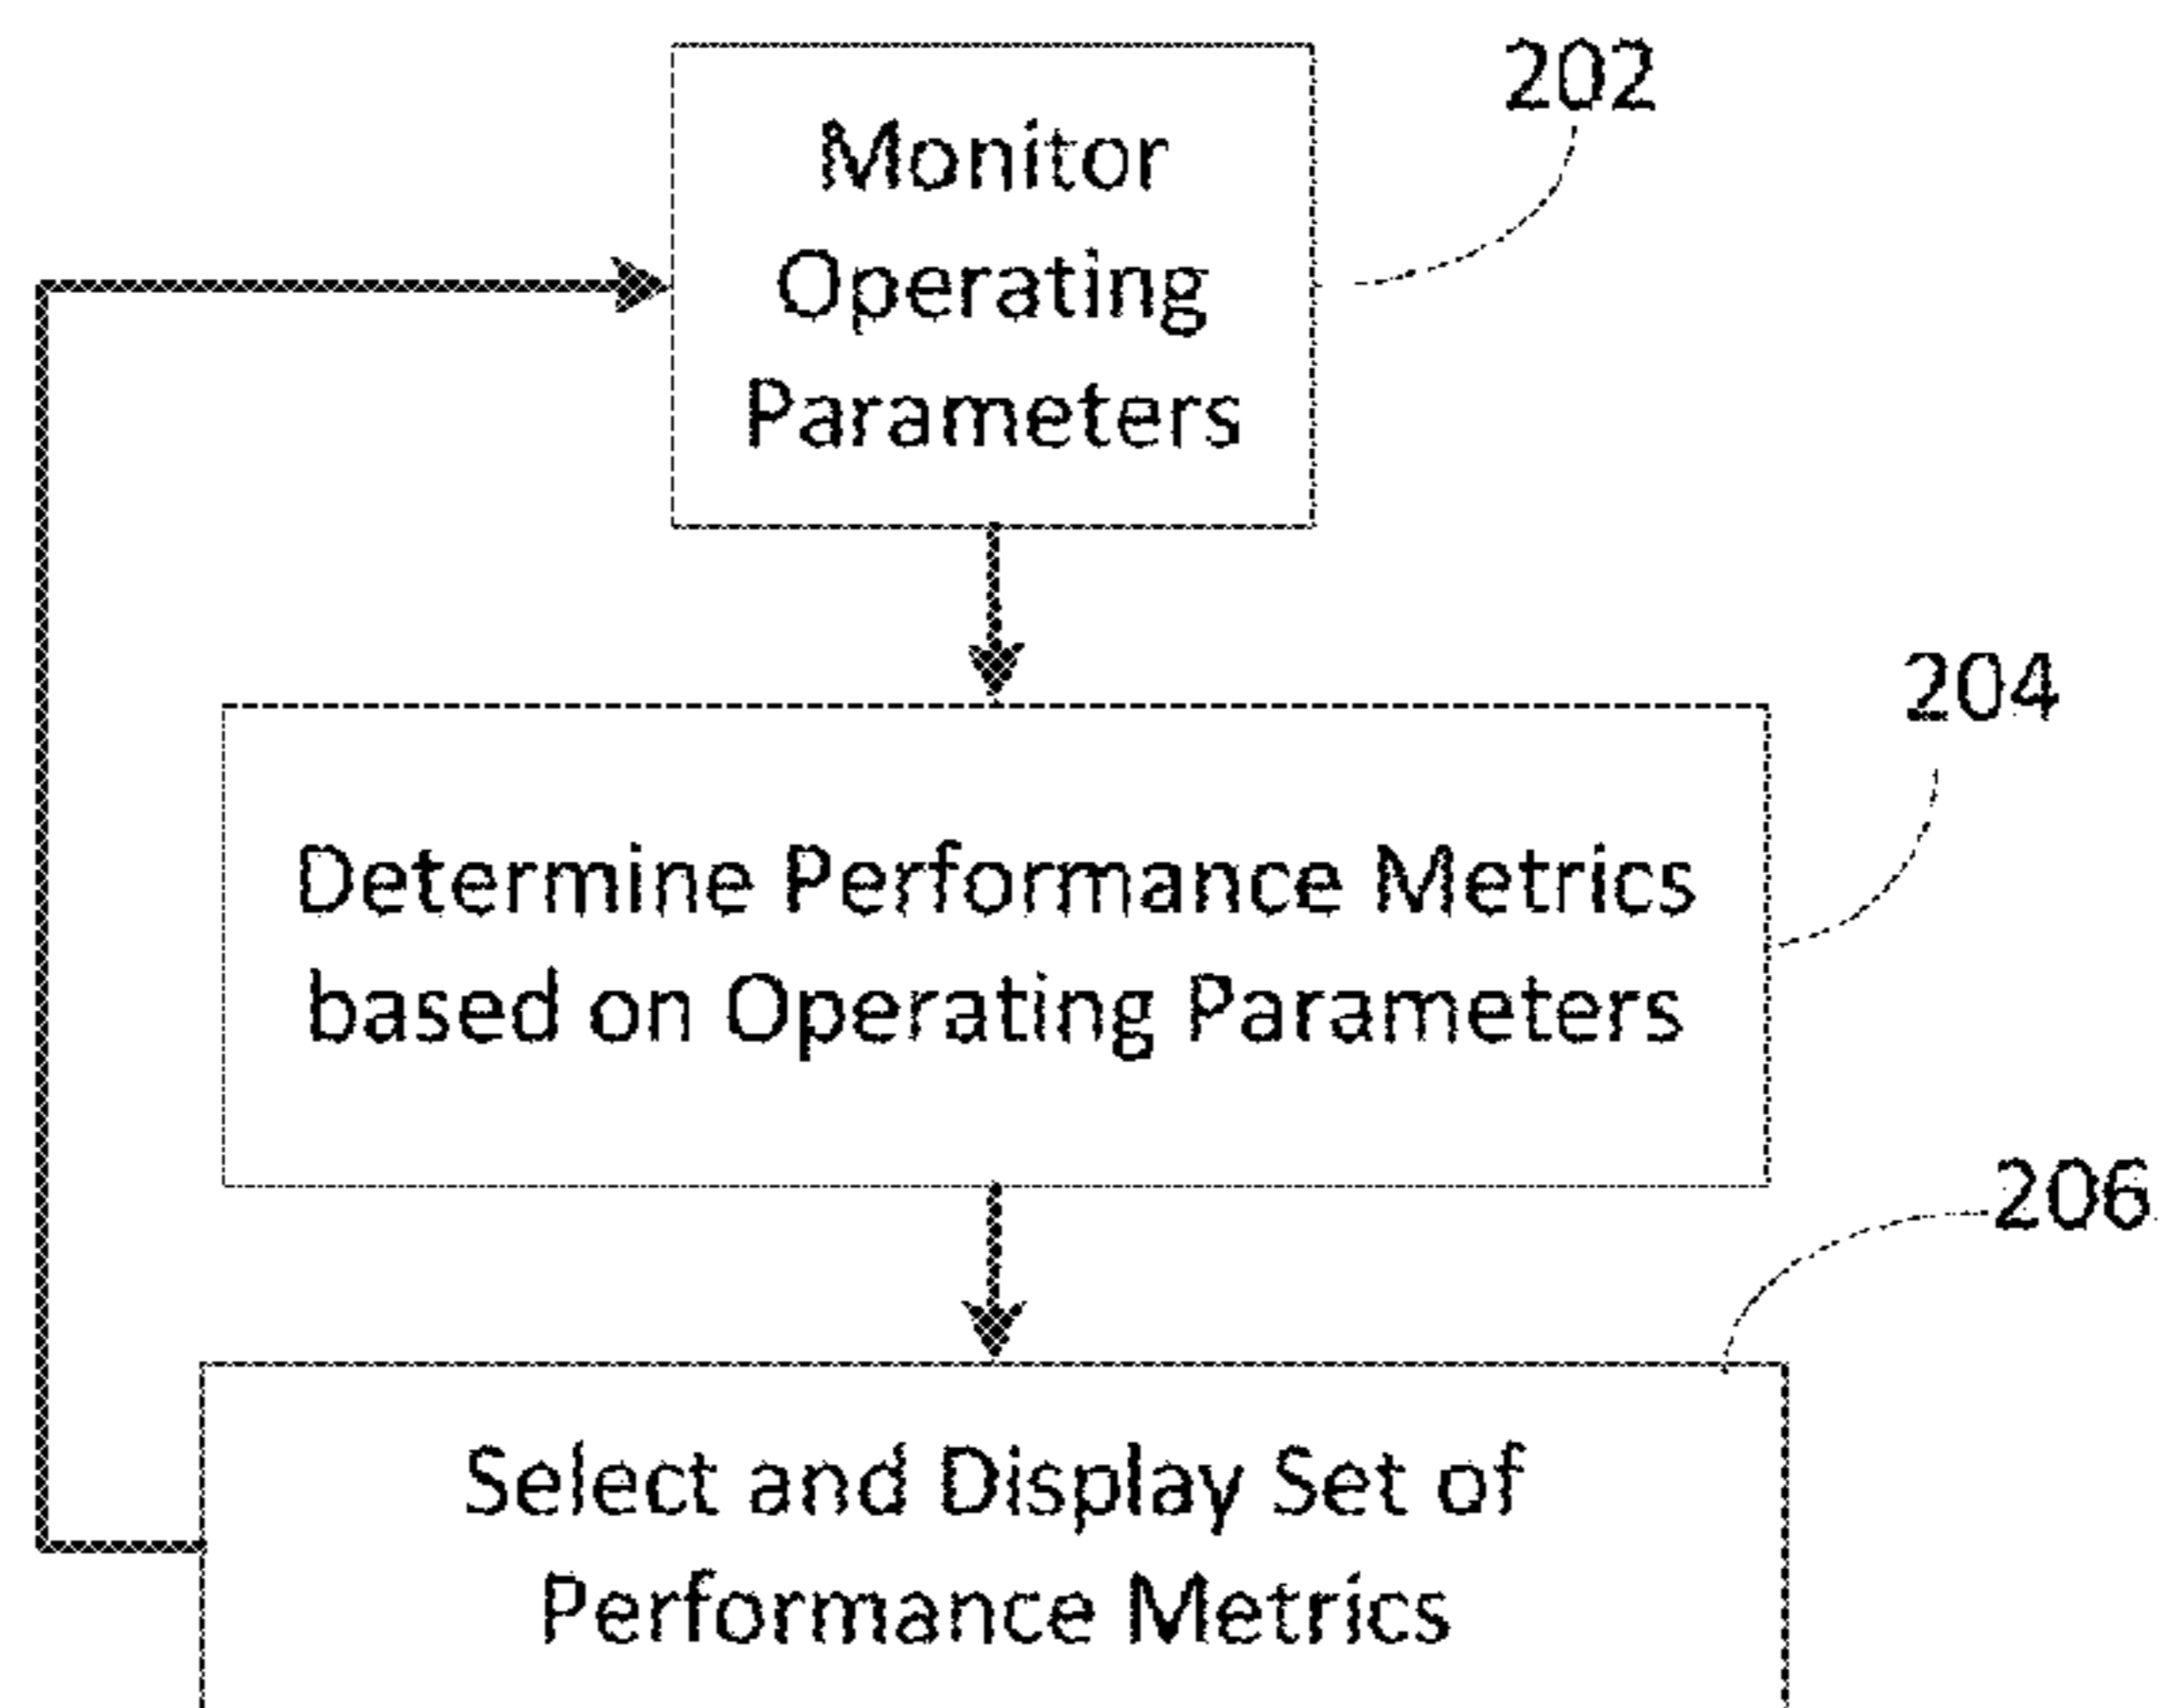 202
Monitor
Operating
Parameters
204
Determine Performance Metrics
based on Operating Parameters
206
Select and Display Set of
Performance Metrics